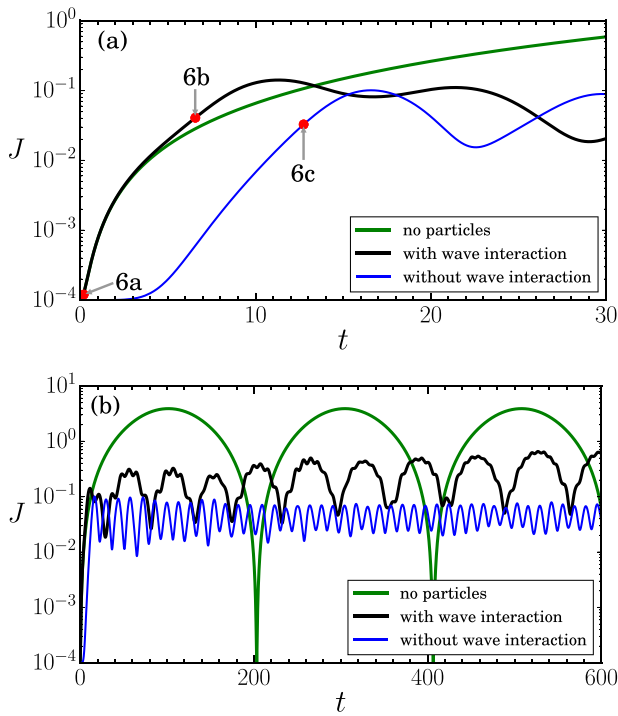 10^0
(a)
6b
10^{-1}
J
10^{-2}
6c
10^{-3}
no particles
with wave interaction
without wave interaction
6a
10^{-4}
0 10 20 30
t
10^1
(b)
10^0
10^{-1}
J
10^{-2}
10^{-3}
no particles
with wave interaction
without wave interaction
10^{-4}
0 200 400 600
t